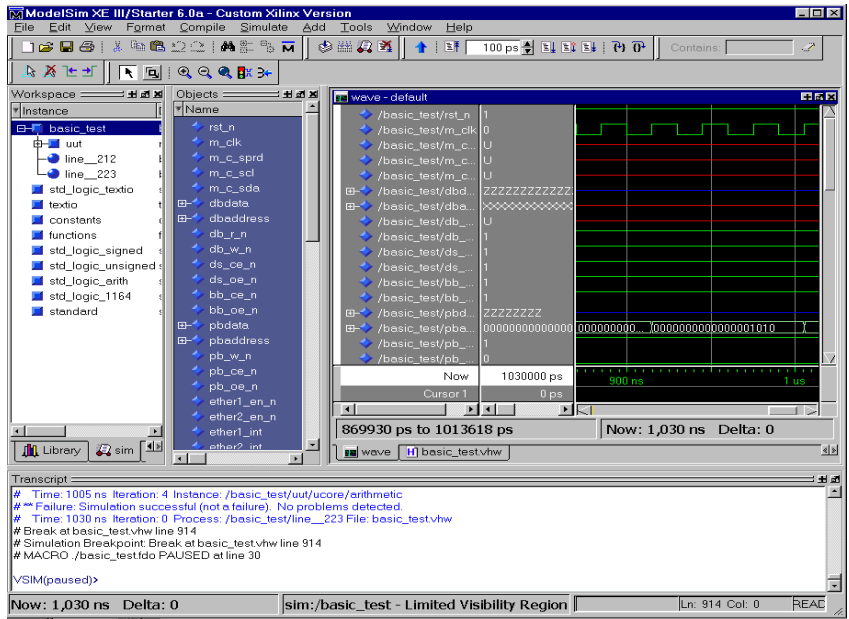 ModelSim XE III/Starter 6.0a - Custom Xilinx Version
File Edit View Format Compile Simulate Add Tools Window Help
100 ps Contains:
Workspace
Instance
basic_test
uut
line__212
line__223
std_logic_textio
textio
constants
functions
std_logic_signed
std_logic_unsigned
std_logic_arith
std_logic_1164
standard
Library sim
Objects
Name
rst_n
m_clk
m_c_sprd
m_c_scl
m_c_sda
dbdata
dbaddress
db_r_n
db_w_n
ds_ce_n
ds_oe_n
bb_ce_n
bb_oe_n
pbdata
pbaddress
pb_w_n
pb_ce_n
pb_oe_n
ether1_en_n
ether2_en_n
ether1_int
ether2_int
wave - default
/basic_test/rst_n 1
/basic_test/m_clk 0
/basic_test/m_c... U
/basic_test/m_c... U
/basic_test/m_c... U
/basic_test/dbd... ZZZZZZZZZZZZ
/basic_test/dba...
/basic_test/db_... U
/basic_test/db_... 1
/basic_test/ds_... 1
/basic_test/ds_... 1
/basic_test/bb_... 1
/basic_test/bb_... 1
/basic_test/pbd... ZZZZZZZZ
/basic_test/pba... 00000000000000 000000000... 0000000000000001010
/basic_test/pb_... 1
/basic_test/pb_... 0
Now 1030000 ps 900 ns 1 us
Cursor 1 0 ps
869930 ps to 1013618 ps Now: 1,030 ns Delta: 0
wave basic_test.vhw
Transcript
# Time: 1005 ns Iteration: 4 Instance: /basic_test/uut/ucore/arithmetic
# ** Failure: Simulation successful (not a failure). No problems detected.
# Time: 1030 ns Iteration: 0 Process: /basic_test/line__223 File: basic_test.vhw
# Break at basic_test.vhw line 914
# Simulation Breakpoint: Break at basic_test.vhw line 914
# MACRO ./basic_test.fdo PAUSED at line 30
VSIM(paused)>
Now: 1,030 ns Delta: 0 sim:/basic_test - Limited Visibility Region Ln: 914 Col: 0 READ